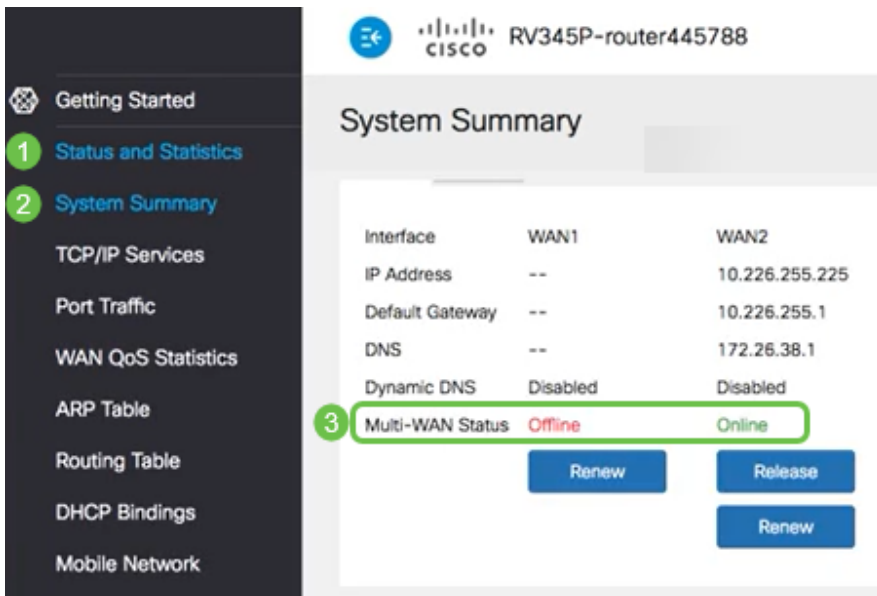 CISCO RV345P-router445788
Getting Started
1 Status and Statistics
2 System Summary
TCP/IP Services
Port Traffic
WAN QoS Statistics
ARP Table
Routing Table
DHCP Bindings
Mobile Network
System Summary
Interface WAN1 WAN2
IP Address -- 10.226.255.225
Default Gateway -- 10.226.255.1
DNS -- 172.26.38.1
Dynamic DNS Disabled Disabled
3 Multi-WAN Status Offline Online
Renew Release
Renew